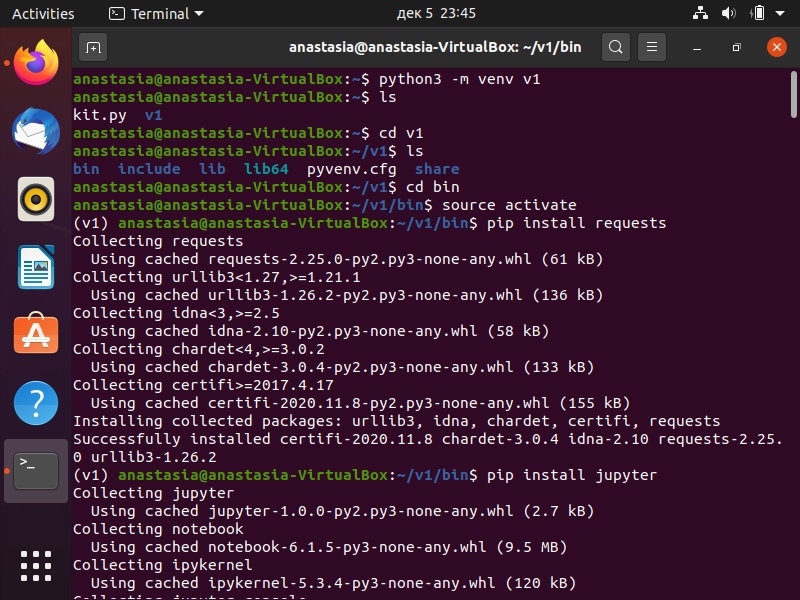 Activities Terminal дек 5 23:45
anastasia@anastasia-VirtualBox: ~/v1/bin
anastasia@anastasia-VirtualBox:~$ python3 -m venv v1
anastasia@anastasia-VirtualBox:~$ ls
kit.py v1
anastasia@anastasia-VirtualBox:~$ cd v1
anastasia@anastasia-VirtualBox:~/v1$ ls
bin include lib lib64 pyvenv.cfg share
anastasia@anastasia-VirtualBox:~/v1$ cd bin
anastasia@anastasia-VirtualBox:~/v1/bin$ source activate
(v1) anastasia@anastasia-VirtualBox:~/v1/bin$ pip install requests
Collecting requests
Using cached requests-2.25.0-py2.py3-none-any.whl (61 kB)
Collecting urllib3<1.27,>=1.21.1
Using cached urllib3-1.26.2-py2.py3-none-any.whl (136 kB)
Collecting idna<3,>=2.5
Using cached idna-2.10-py2.py3-none-any.whl (58 kB)
Collecting chardet<4,>=3.0.2
Using cached chardet-3.0.4-py2.py3-none-any.whl (133 kB)
Collecting certifi>=2017.4.17
Using cached certifi-2020.11.8-py2.py3-none-any.whl (155 kB)
Installing collected packages: urllib3, idna, chardet, certifi, requests
Successfully installed certifi-2020.11.8 chardet-3.0.4 idna-2.10 requests-2.25.
0 urllib3-1.26.2
(v1) anastasia@anastasia-VirtualBox:~/v1/bin$ pip install jupyter
Collecting jupyter
Using cached jupyter-1.0.0-py2.py3-none-any.whl (2.7 kB)
Collecting notebook
Using cached notebook-6.1.5-py3-none-any.whl (9.5 MB)
Collecting ipykernel
Using cached ipykernel-5.3.4-py3-none-any.whl (120 kB)